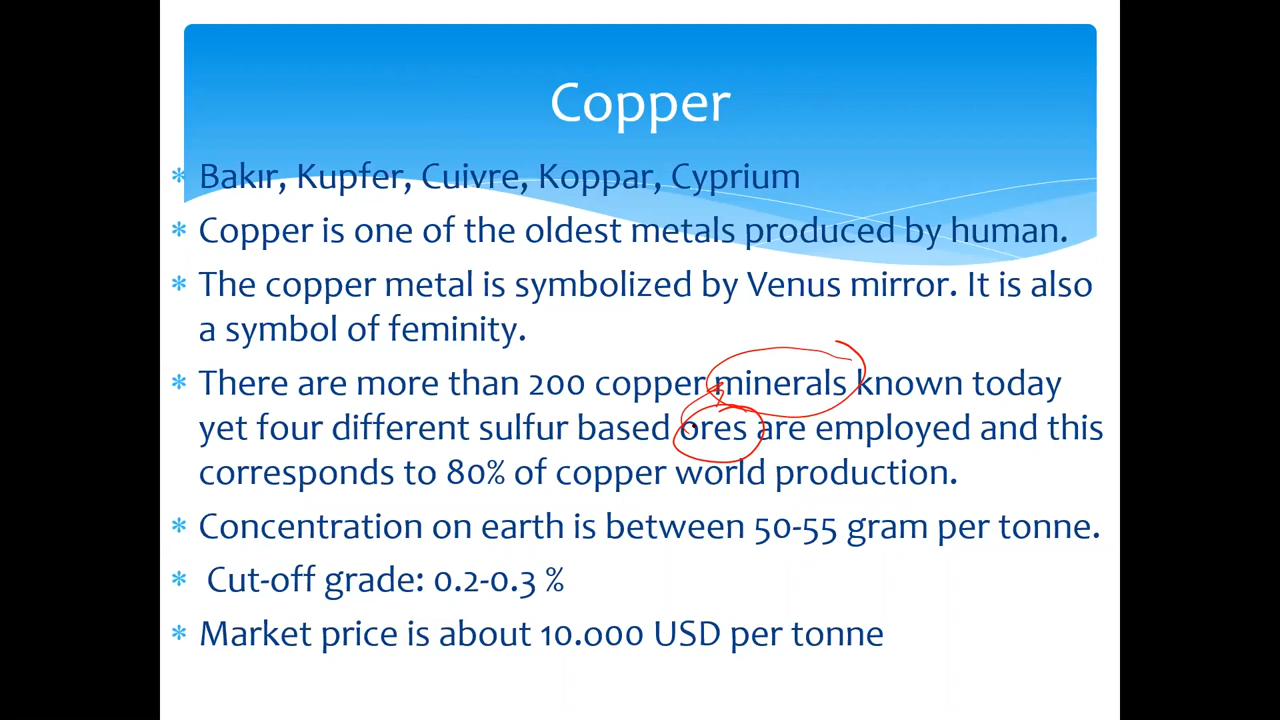 Copper
* Bakır, Kupfer, Cuivre, Koppar, Cyprium
* Copper is one of the oldest metals produced by human.
* The copper metal is symbolized by Venus mirror. It is also
a symbol of feminity.
* There are more than 200 copper minerals known today
yet four different sulfur based ores are employed and this
corresponds to 80% of copper world production.
* Concentration on earth is between 50-55 gram per tonne.
* Cut-off grade: 0.2-0.3 %
* Market price is about 10.000 USD per tonne